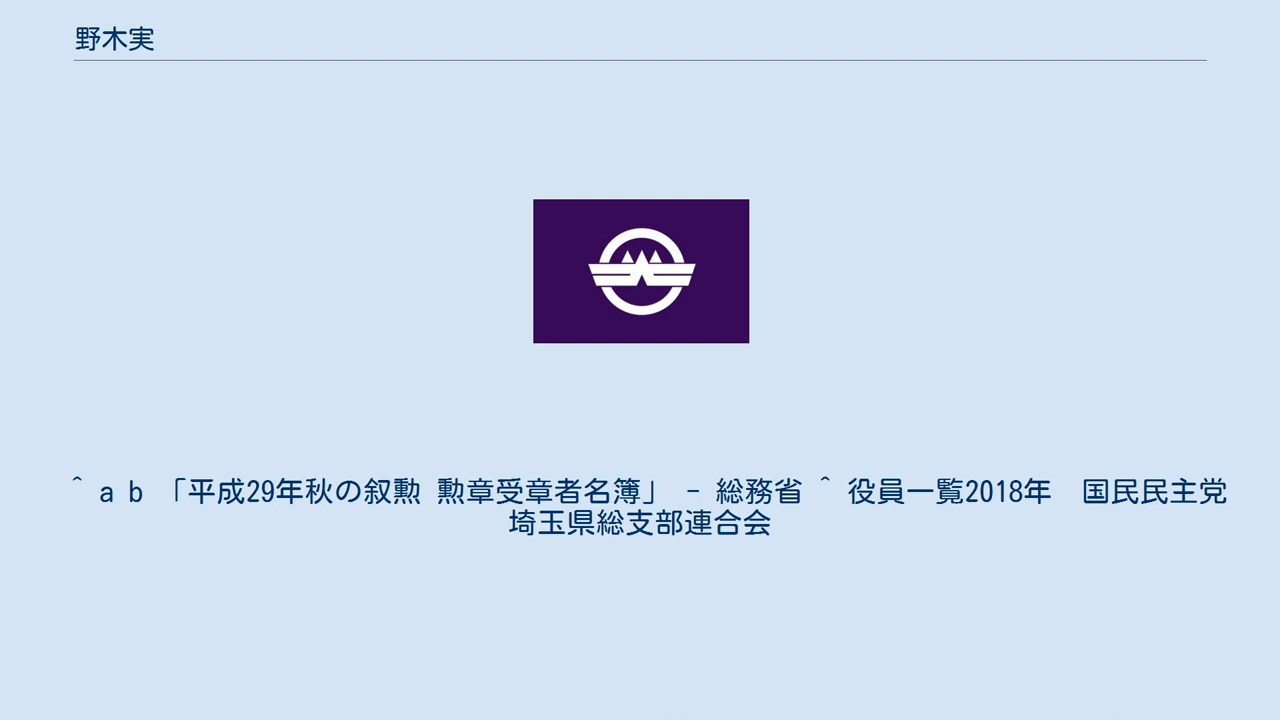 野木実
^ a b 「平成29年秋の叙勲 勲章受章者名簿」 - 総務省 ^ 役員一覧2018年　国民民主党
埼玉県総支部連合会